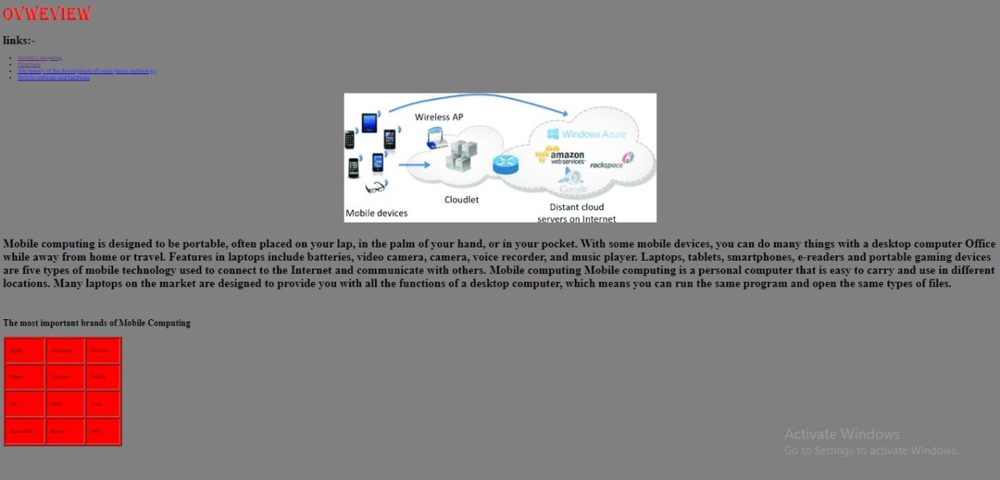 OVWEVIEW
links:-
Mobile Computing
Overview
The history of the development of smart phone technology
Mobile software and hardware
Wireless AP
Windows Azure
amazon
web services
rackspace
Google
Cloudlet
Mobile devices
Distant cloud
servers on Internet
Mobile computing is designed to be portable, often placed on your lap, in the palm of your hand, or in your pocket. With some mobile devices, you can do many things with a desktop computer Office
while away from home or travel. Features in laptops include batteries, video camera, camera, voice recorder, and music player. Laptops, tablets, smartphones, e-readers and portable gaming devices
are five types of mobile technology used to connect to the Internet and communicate with others. Mobile computing Mobile computing is a personal computer that is easy to carry and use in different
locations. Many laptops on the market are designed to provide you with all the functions of a desktop computer, which means you can run the same program and open the same types of files.
The most important brands of Mobile Computing
apple Samsung Huawei
Oppo Xiaomi Nokia
HP Dell Acer
Microsoft Razer MSI
Activate Windows
Go to Settings to activate Windows.